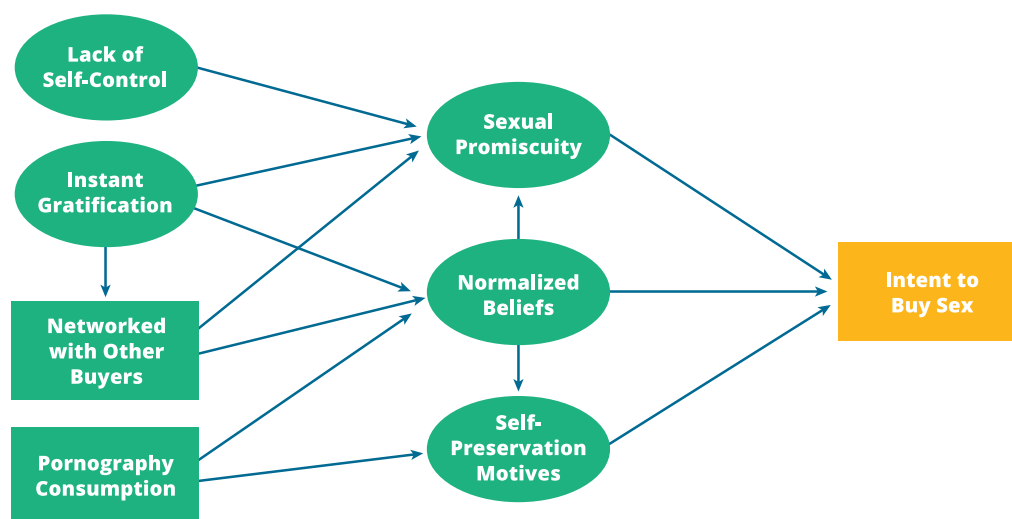 Lack of
Self-Control
Instant
Gratification
Networked
with Other
Buyers
Pornography
Consumption
Sexual
Promiscuity
Normalized
Beliefs
Self-
Preservation
Motives
Intent to
Buy Sex